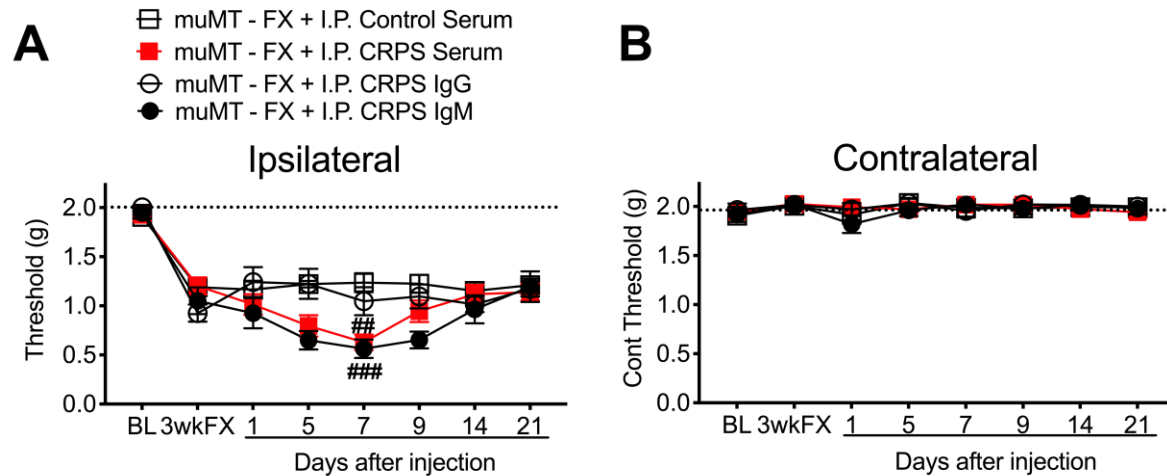 A
muMT - FX + I.P. Control Serum
muMT - FX + I.P. CRPS Serum
muMT - FX + I.P. CRPS IgG
muMT - FX + I.P. CRPS IgM
Ipsilateral
Threshold (g)
2.0
1.5
1.0
0.5
0.0
##
###
BL 3wkFX 1 5 7 9 14 21
Days after injection
B
Contralateral
Cont Threshold (g)
2.0
1.5
1.0
0.5
0.0
BL 3wkFX 1 5 7 9 14 21
Days after injection